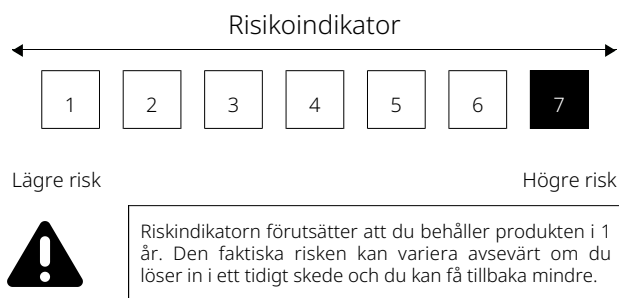 Risikoindikator
1 2 3 4 5 6 7
Lägre risk Högre risk
Riskindikatorn förutsätter att du behåller produkten i 1
år. Den faktiska risken kan variera avsevärt om du
löser in i ett tidigt skede och du kan få tillbaka mindre.